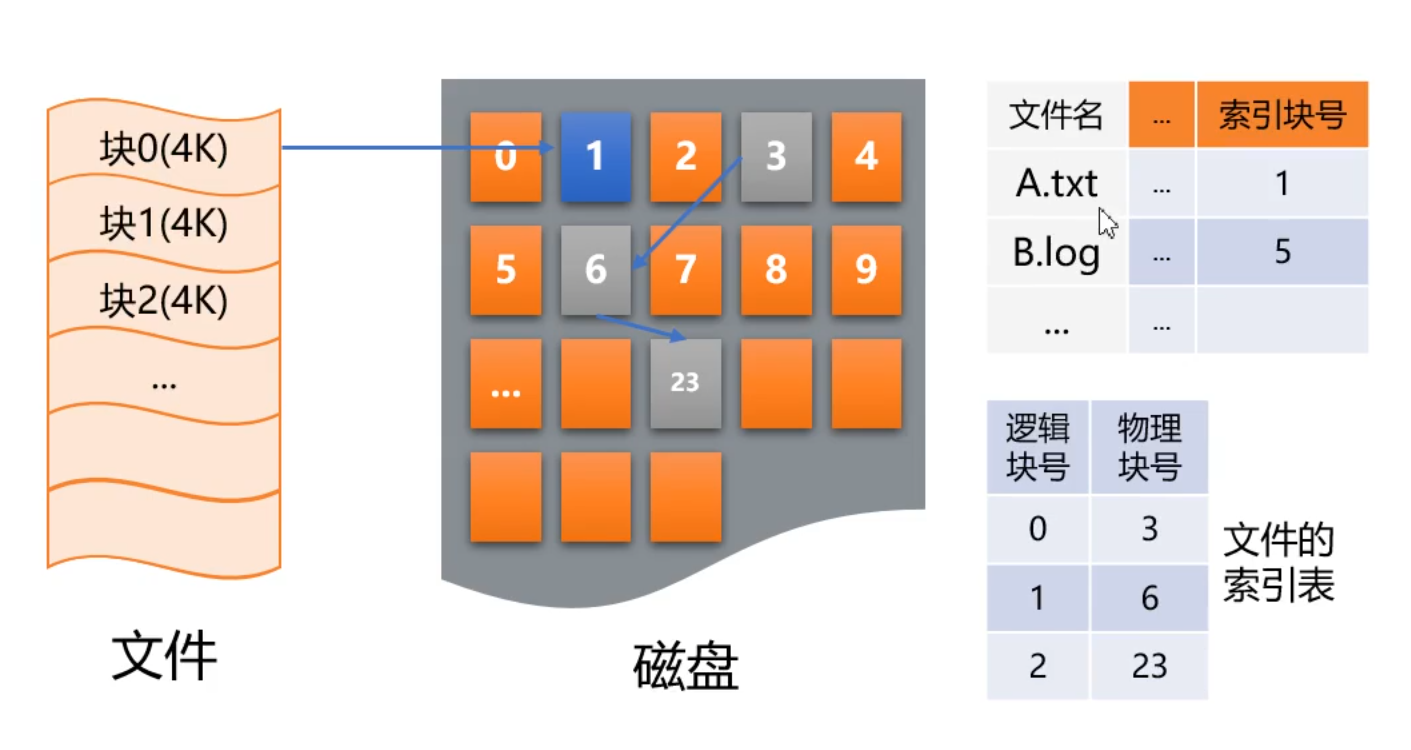 块0(4K)
块1(4K)
块2(4K)
...
文件
0 1 2 3 4
5 6 7 8 9
... 23
磁盘
文件名 ... 索引块号
A.txt ... 1
B.log ... 5
... ...
逻辑块号 物理块号
0 3
1 6
2 23
文件的
索引表